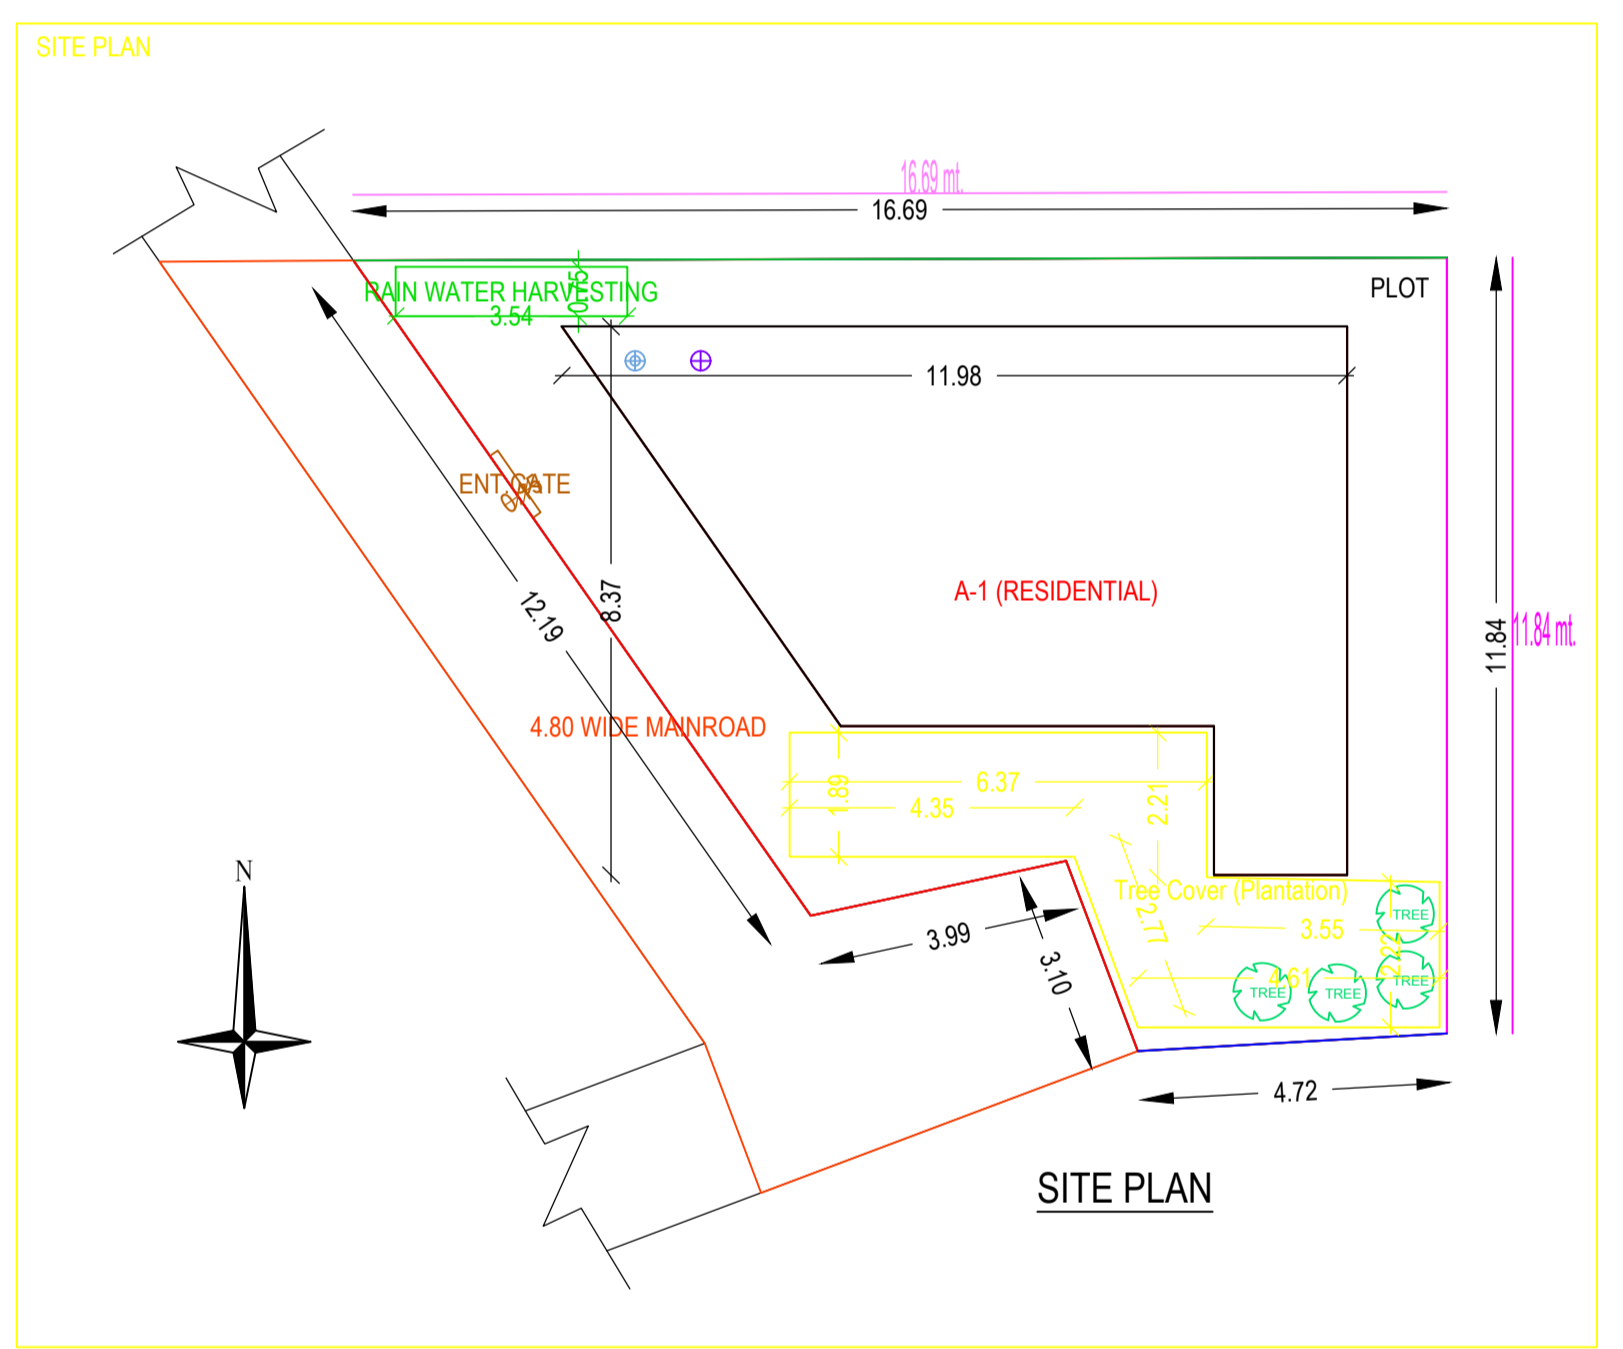 SITE PLAN
16.69 mt.
16.69
PLOT
RAIN WATER HARVESTING
0.75
3.54
11.98
ENT. GATE
A-1 (RESIDENTIAL)
8.37
12.19
11.84
11.84 mt.
4.80 WIDE MAINROAD
6.37
1.89
4.35
2.21
N
Tree Cover (Plantation)
TREE
2.77
3.55
3.99
2.22
3.10
4.61
TREE
TREE
TREE
4.72
SITE PLAN